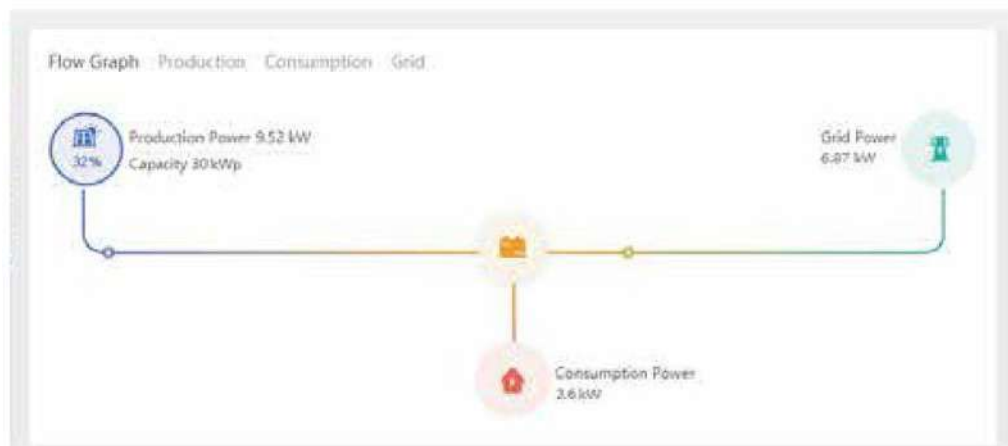 Flow Graph Production Consumption Grid
Production Power 9.52 kW
Capacity 30 kWp
32%
Grid Power
6.87 kW
Consumption Power
2.6 kW